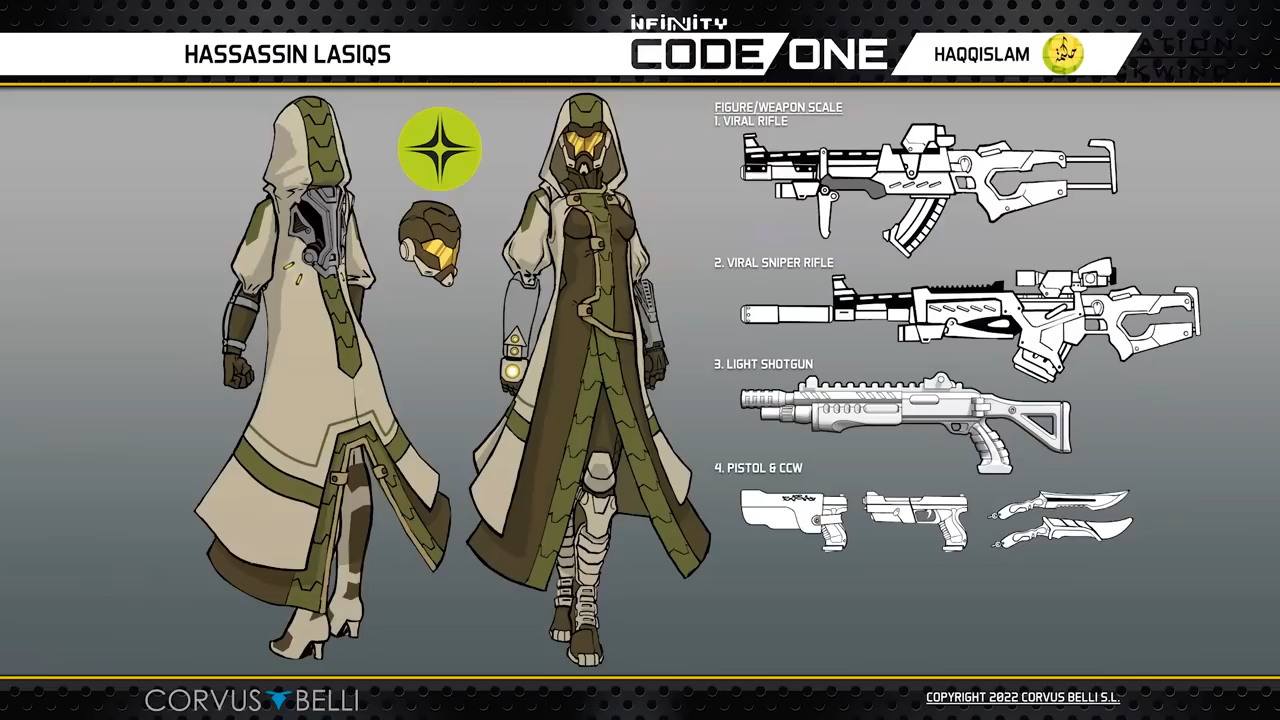 HASSASSIN LASIQS
INFINITY
CODE/ONE
HAQQISLAM
FIGURE/WEAPON SCALE
1. VIRAL RIFLE
2. VIRAL SNIPER RIFLE
3. LIGHT SHOTGUN
4. PISTOL & CCW
CORVUS BELLI
COPYRIGHT 2022 CORVUS BELLI S.L.